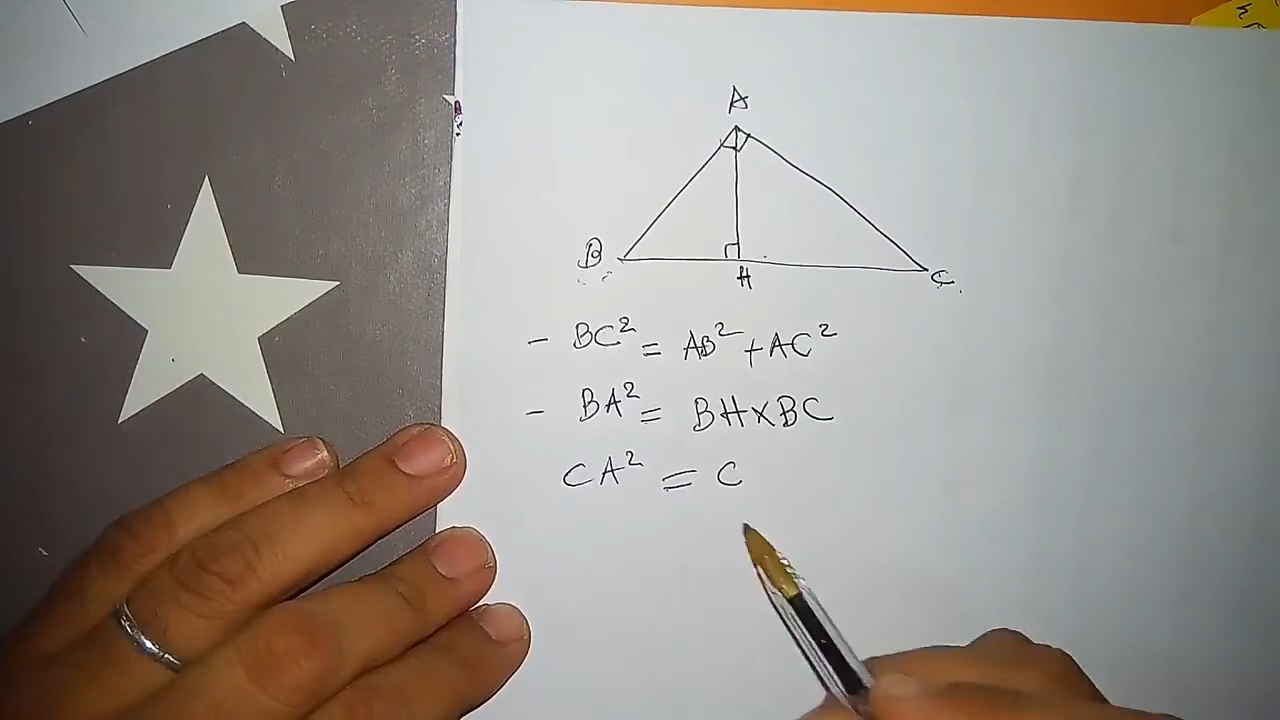 A
B
H
C
- BC² = AB² + AC²
- BA² = BH×BC
CA² = C